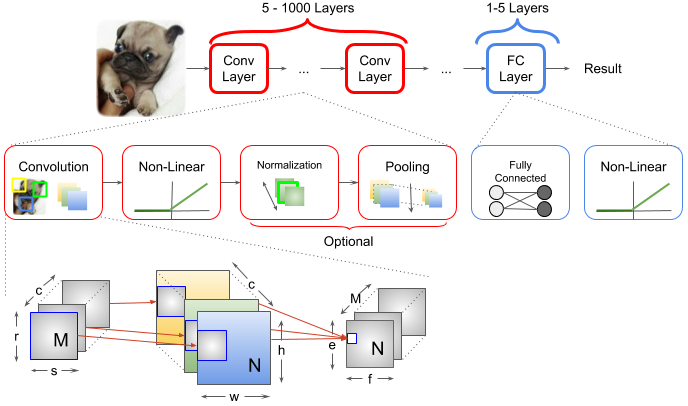 5 - 1000 Layers
1-5 Layers
Conv
Layer
...
Conv
Layer
...
FC
Layer
Result
Convolution
Non-Linear
Normalization
Pooling
Fully
Connected
Non-Linear
Optional
c
r
M
s
c
N
h
w
M
e
N
f